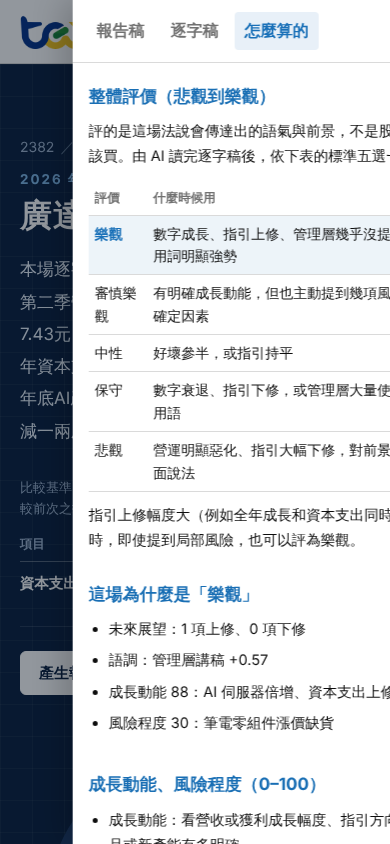 報告稿 逐字稿 怎麼算的
整體評價（悲觀到樂觀）
評的是這場法說會傳達出的語氣與前景，不是股
該買。由 AI 讀完逐字稿後，依下表的標準五選一
評價 什麼時候用
樂觀 數字成長、指引上修、管理層幾乎沒提
用詞明顯強勢
審慎樂觀 有明確成長動能，但也主動提到幾項風
確定因素
中性 好壞參半，或指引持平
保守 數字衰退、指引下修，或管理層大量使
用語
悲觀 營運明顯惡化、指引大幅下修，對前景
面說法
指引上修幅度大（例如全年成長和資本支出同時
時，即使提到局部風險，也可以評為樂觀。
這場為什麼是「樂觀」
• 未來展望：1 項上修、0 項下修
• 語調：管理層講稿 +0.57
• 成長動能 88：AI 伺服器倍增、資本支出上修
• 風險程度 30：筆電零組件漲價缺貨
成長動能、風險程度（0–100）
• 成長動能：看營收或獲利成長幅度、指引方向
2382 ／
2026
廣達
本場逐
第二季
7.43元
年資本
年底AI
減一兩
比較基準
較前次之
項目
資本支出
產生